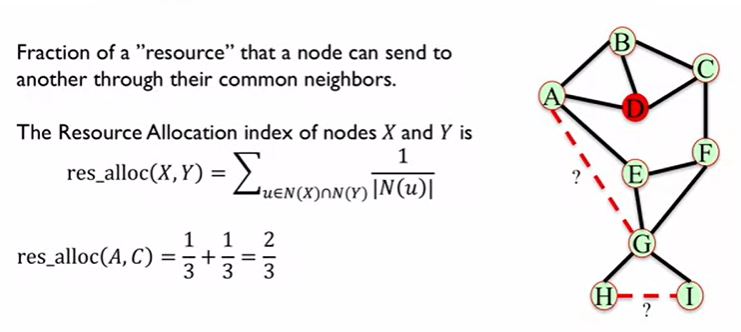 Fraction of a ”resource” that a node can send to
another through their common neighbors.
The Resource Allocation index of nodes X and Y is
res_alloc(X, Y) = ∑u∈N(X)∩N(Y) 1/|N(u)|
res_alloc(A, C) = 1/3 + 1/3 = 2/3
B
C
A
D
F
E
?
G
H
I
?